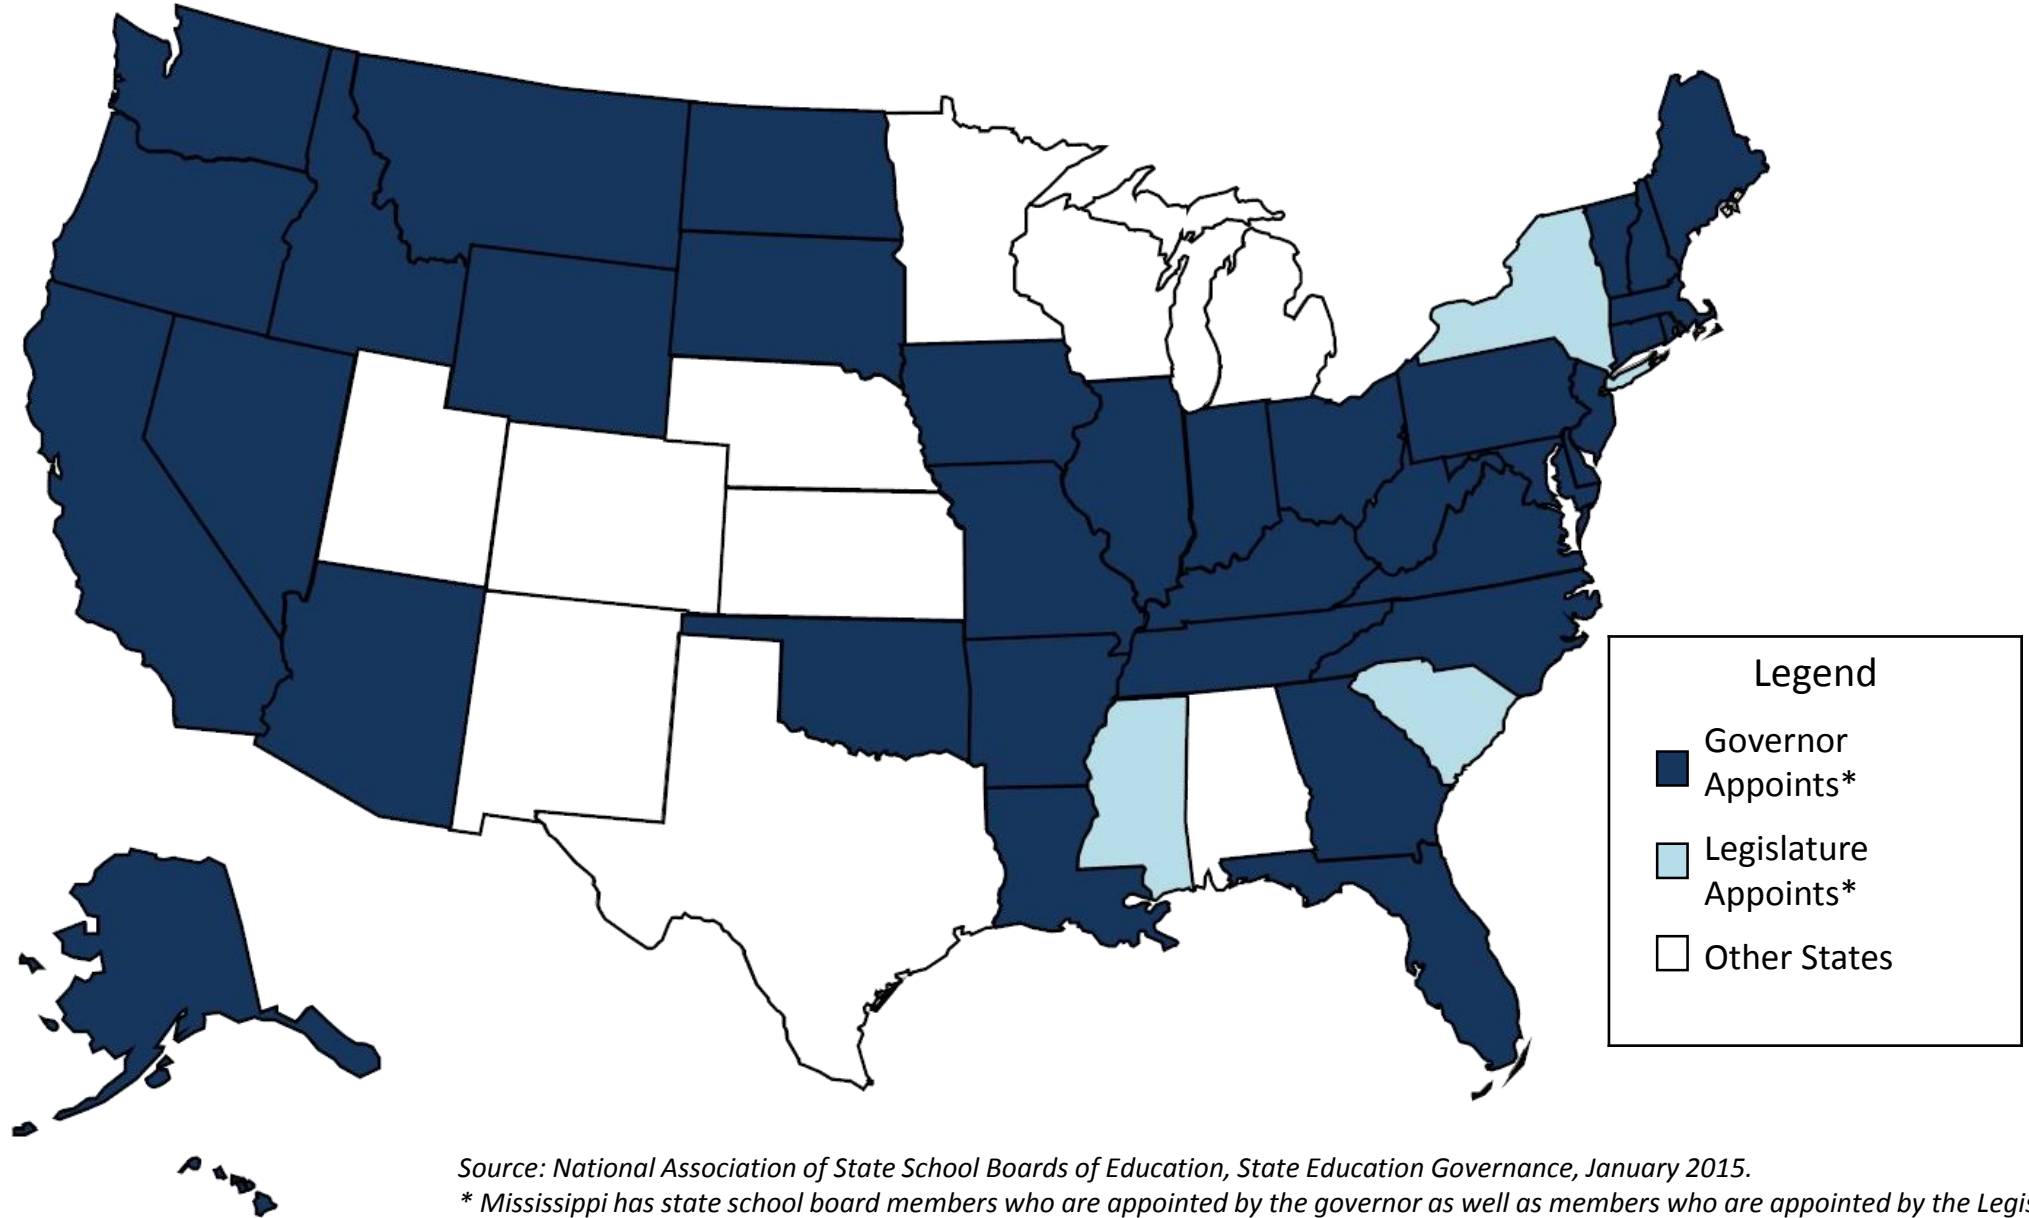 Legend
Governor
Appoints*
Legislature
Appoints*
Other States
Source: National Association of State School Boards of Education, State Education Governance, January 2015.
* Mississippi has state school board members who are appointed by the governor as well as members who are appointed by the